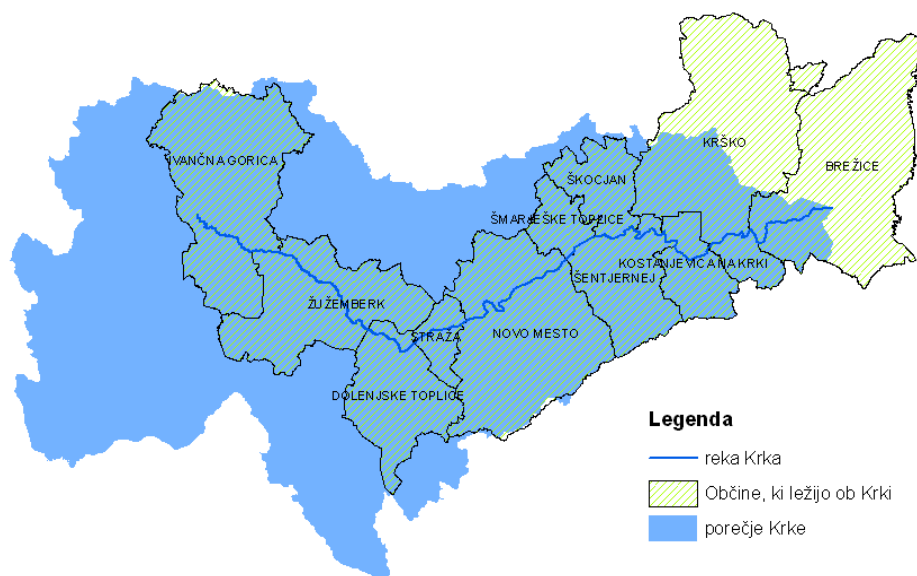 KRŠKO
IVANČNA GORICA
BREŽICE
ŠKOCJAN
ŠMARJEŠKE TOPLICE
KOSTANJEVICA NA KRKI
ŠENTJERNEJ
ŽUŽEMBERK
STRAŽA
NOVO MESTO
DOLENJSKE TOPLICE
Legenda
reka Krka
Občine, ki ležijo ob Krki
porečje Krke